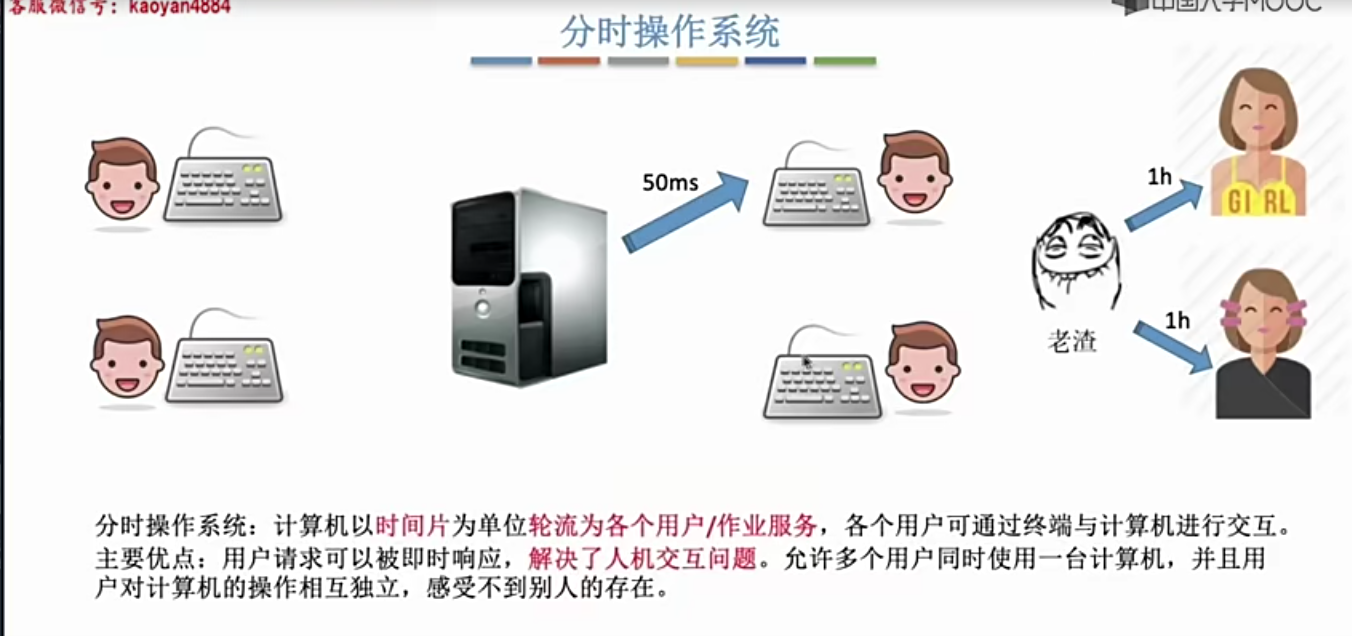 客服微信号：kaoyan4884
中国大学MOOC
分时操作系统
50ms
1h
GIRL
老渣
1h
分时操作系统：计算机以时间片为单位轮流为各个用户/作业服务，各个用户可通过终端与计算机进行交互。
主要优点：用户请求可以被即时响应，解决了人机交互问题。允许多个用户同时使用一台计算机，并且用
户对计算机的操作相互独立，感受不到别人的存在。